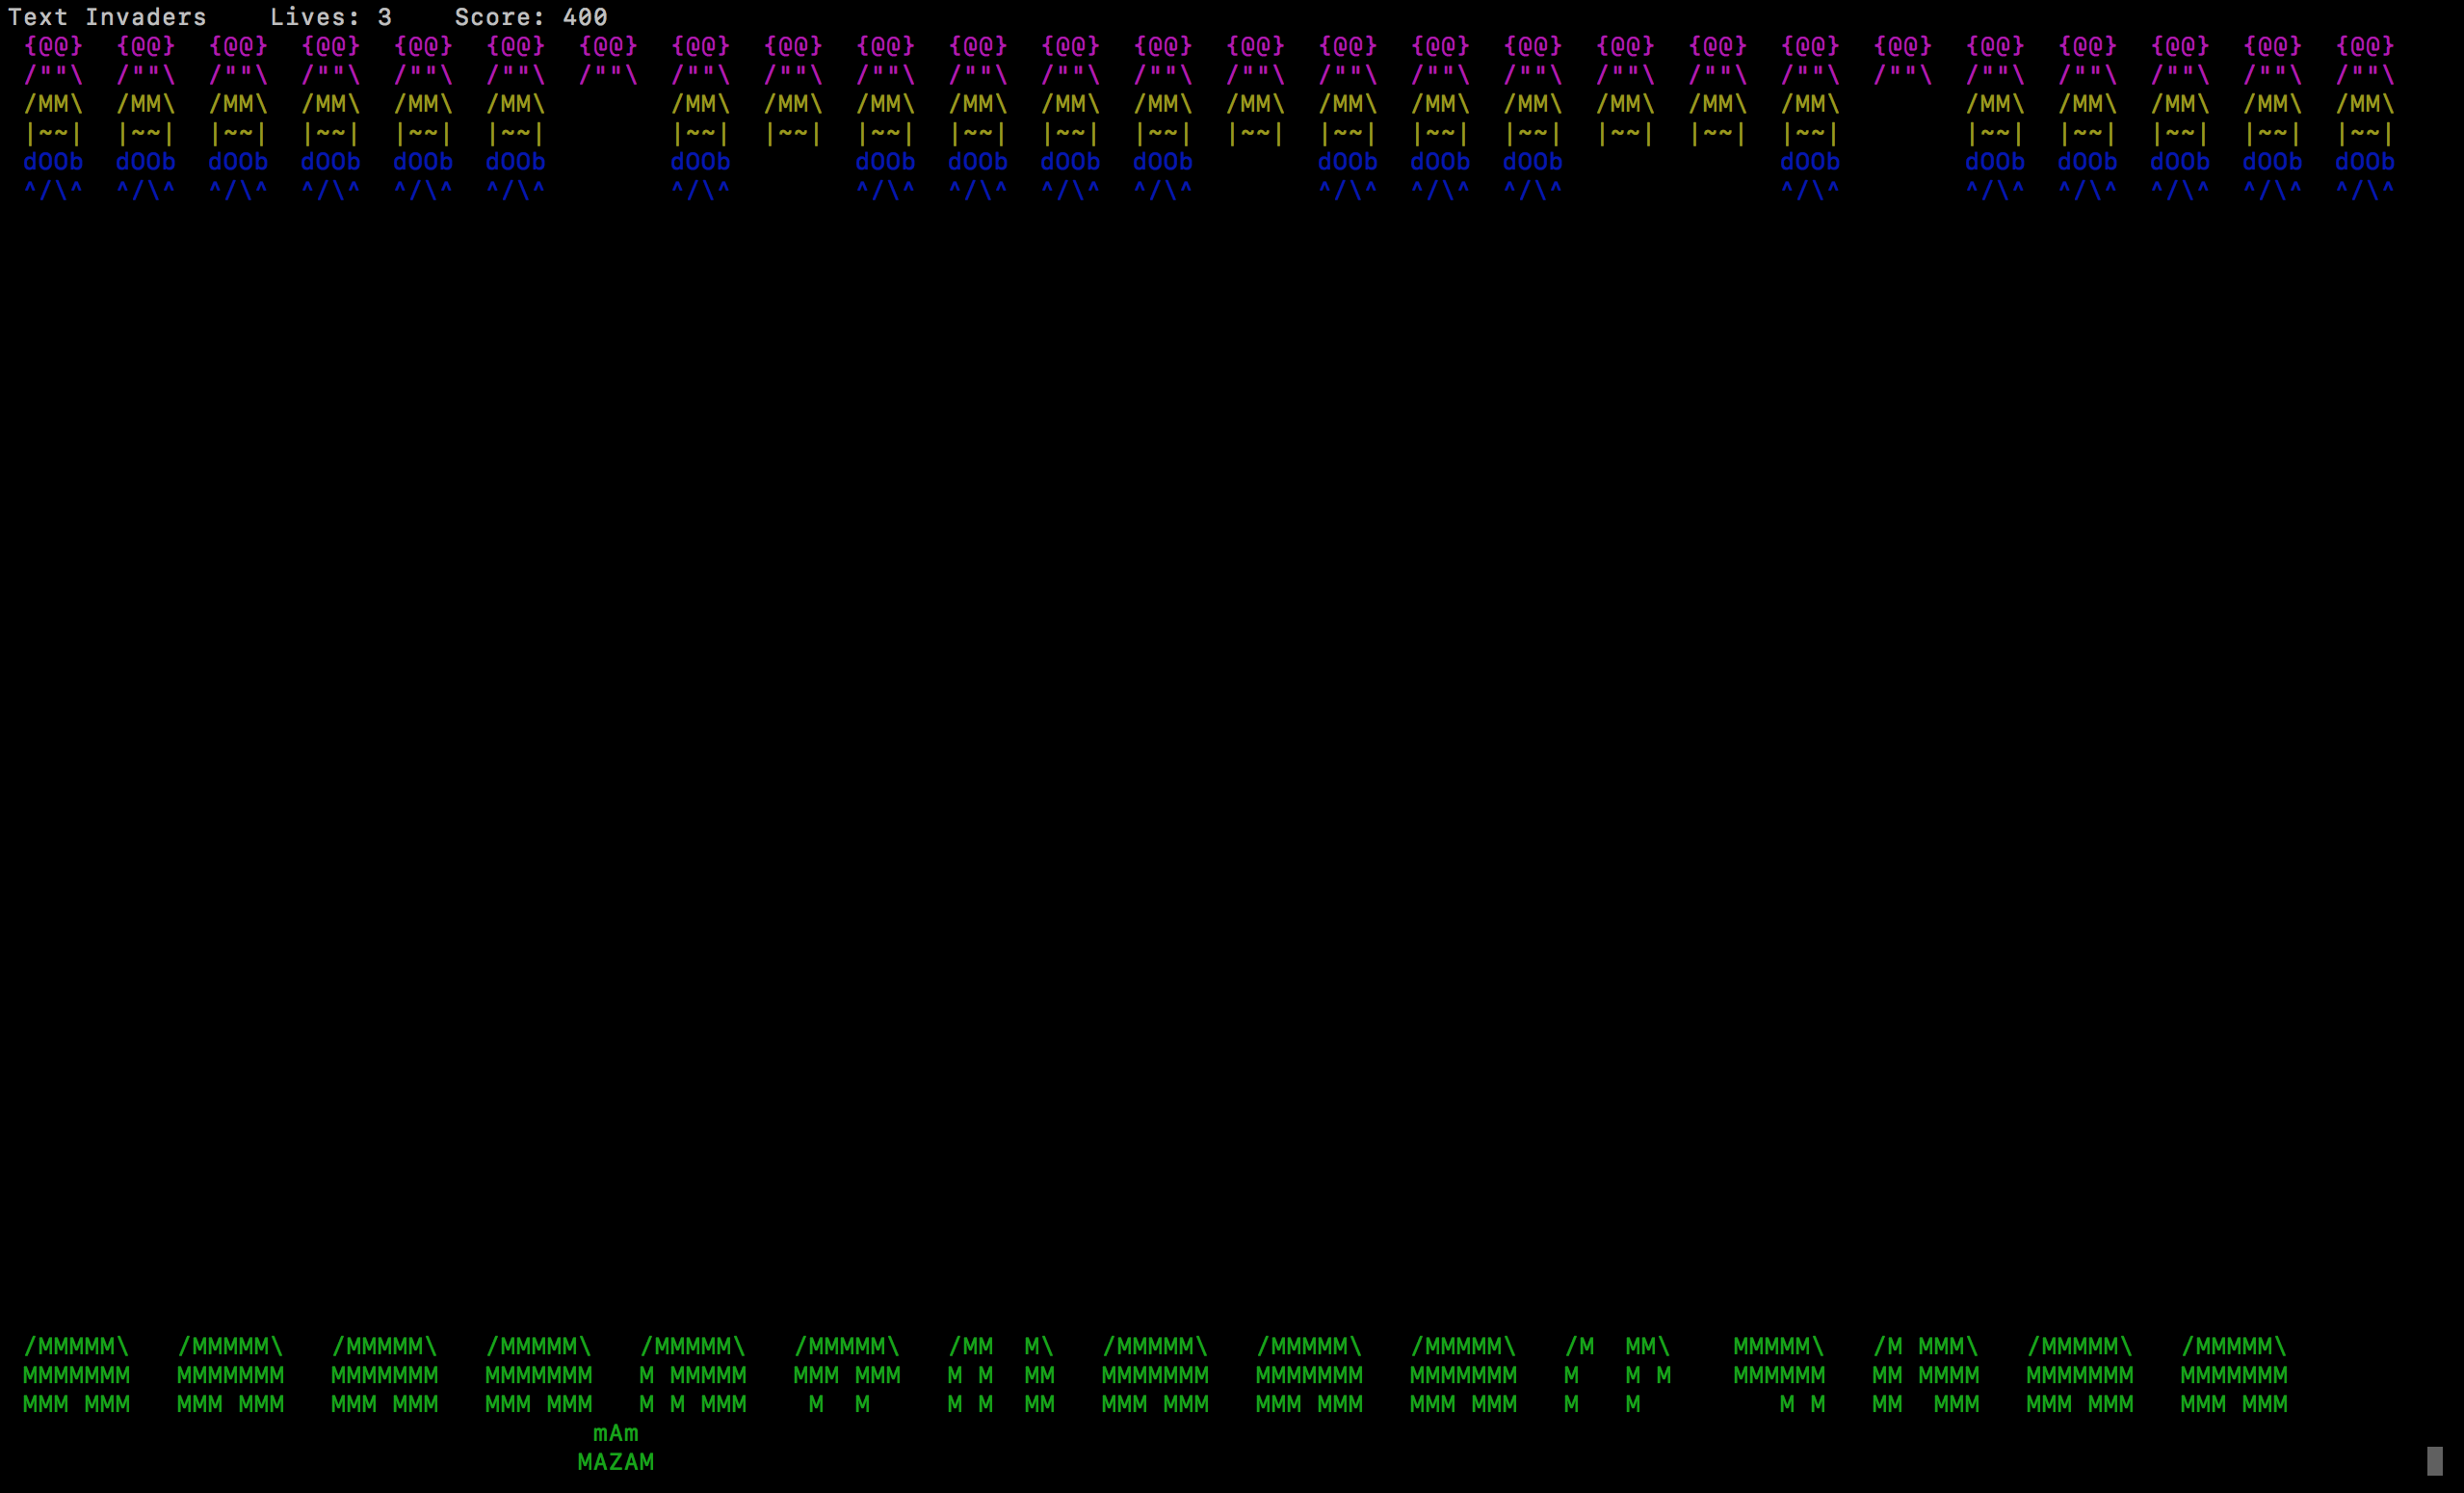 Text Invaders    Lives: 3    Score: 400
 {@@}  {@@}  {@@}  {@@}  {@@}  {@@}  {@@}  {@@}  {@@}  {@@}  {@@}  {@@}  {@@}  {@@}  {@@}  {@@}  {@@}  {@@}  {@@}  {@@}  {@@}  {@@}  {@@}  {@@}  {@@}  {@@}
 /""\  /""\  /""\  /""\  /""\  /""\  /""\  /""\  /""\  /""\  /""\  /""\  /""\  /""\  /""\  /""\  /""\  /""\  /""\  /""\  /""\  /""\  /""\  /""\  /""\  /""\
 /MM\  /MM\  /MM\  /MM\  /MM\  /MM\        /MM\  /MM\  /MM\  /MM\  /MM\  /MM\  /MM\  /MM\  /MM\  /MM\  /MM\  /MM\  /MM\        /MM\  /MM\  /MM\  /MM\  /MM\
 |~~|  |~~|  |~~|  |~~|  |~~|  |~~|        |~~|  |~~|  |~~|  |~~|  |~~|  |~~|  |~~|  |~~|  |~~|  |~~|  |~~|  |~~|  |~~|        |~~|  |~~|  |~~|  |~~|  |~~|
 dOOb  dOOb  dOOb  dOOb  dOOb  dOOb        dOOb        dOOb  dOOb  dOOb  dOOb        dOOb  dOOb  dOOb              dOOb        dOOb  dOOb  dOOb  dOOb  dOOb
 ^/\^  ^/\^  ^/\^  ^/\^  ^/\^  ^/\^        ^/\^        ^/\^  ^/\^  ^/\^  ^/\^        ^/\^  ^/\^  ^/\^              ^/\^        ^/\^  ^/\^  ^/\^  ^/\^  ^/\^
 /MMMMM\   /MMMMM\   /MMMMM\   /MMMMM\   /MMMMM\   /MMMMM\   /MM  M\   /MMMMM\   /MMMMM\   /MMMMM\   /M  MM\    MMMMM\   /M MMM\   /MMMMM\   /MMMMM\
 MMMMMMM   MMMMMMM   MMMMMMM   MMMMMMM   M MMMMM   MMM MMM   M M  MM   MMMMMMM   MMMMMMM   MMMMMMM   M   M M    MMMMMM   MM MMMM   MMMMMMM   MMMMMMM
 MMM MMM   MMM MMM   MMM MMM   MMM MMM   M M MMM    M  M     M M  MM   MMM MMM   MMM MMM   MMM MMM   M   M         M M   MM  MMM   MMM MMM   MMM MMM
                                      mAm
                                     MAZAM